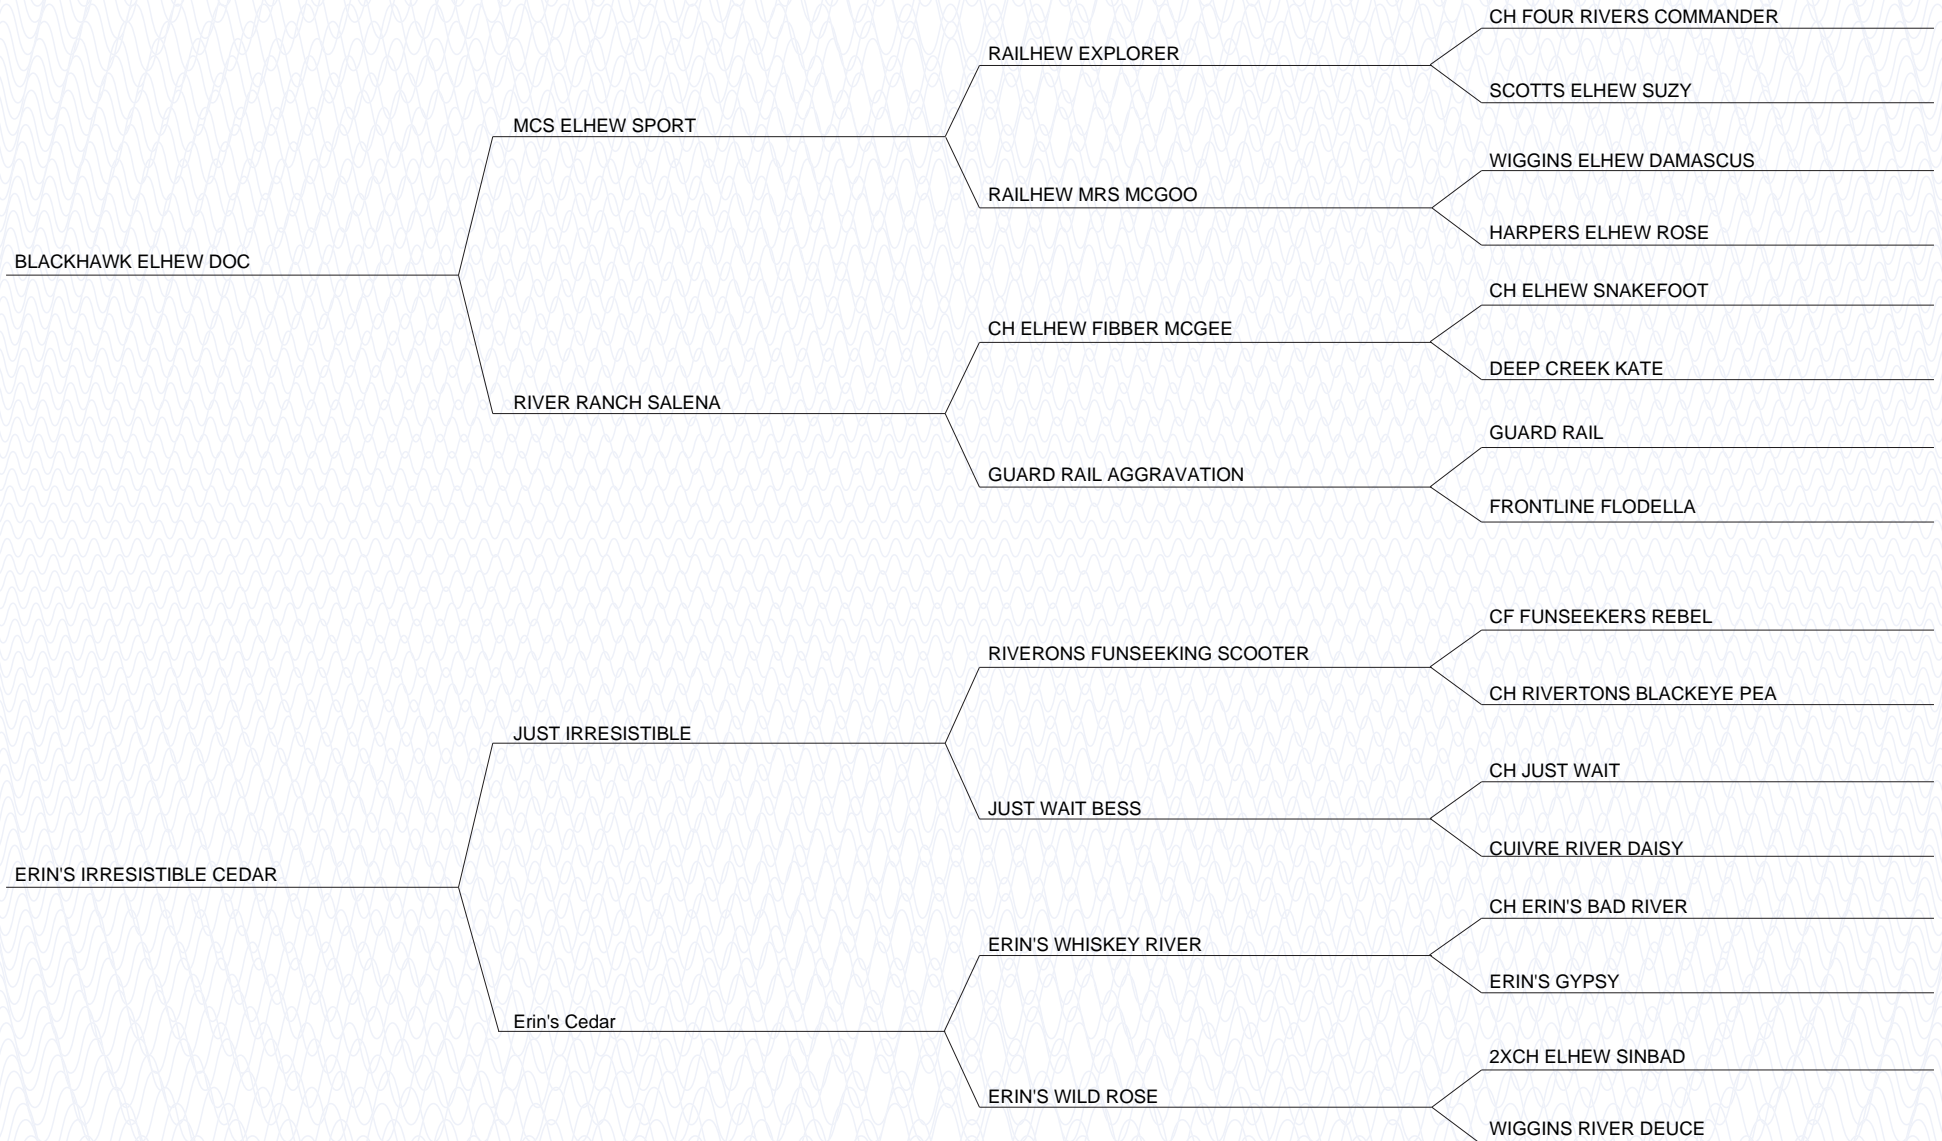 CH FOUR RIVERS COMMANDER
RAILHEW EXPLORER
SCOTTS ELHEW SUZY
MCS ELHEW SPORT
WIGGINS ELHEW DAMASCUS
RAILHEW MRS MCGOO
HARPERS ELHEW ROSE
BLACKHAWK ELHEW DOC
CH ELHEW SNAKEFOOT
CH ELHEW FIBBER MCGEE
DEEP CREEK KATE
RIVER RANCH SALENA
GUARD RAIL
GUARD RAIL AGGRAVATION
FRONTLINE FLODELLA
CF FUNSEEKERS REBEL
RIVERONS FUNSEEKING SCOOTER
CH RIVERTONS BLACKEYE PEA
JUST IRRESISTIBLE
CH JUST WAIT
JUST WAIT BESS
CUIVRE RIVER DAISY
ERIN'S IRRESISTIBLE CEDAR
CH ERIN'S BAD RIVER
ERIN'S WHISKEY RIVER
ERIN'S GYPSY
Erin's Cedar
2XCH ELHEW SINBAD
ERIN'S WILD ROSE
WIGGINS RIVER DEUCE